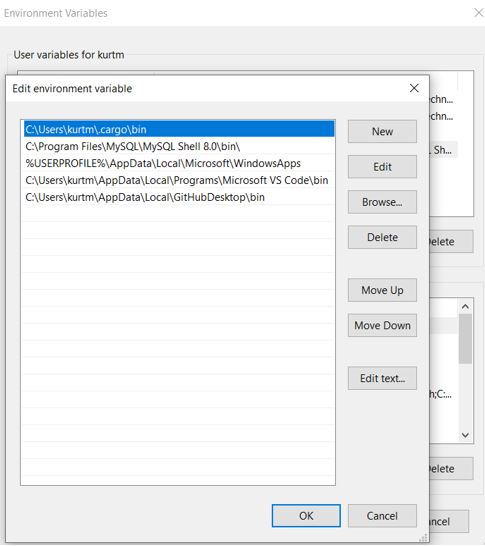 Environment Variables
User variables for kurtm
Edit environment variable
C:\Users\kurtm\.cargo\bin
C:\Program Files\MySQL\MySQL Shell 8.0\bin\
%USERPROFILE%\AppData\Local\Microsoft\WindowsApps
C:\Users\kurtm\AppData\Local\Programs\Microsoft VS Code\bin
C:\Users\kurtm\AppData\Local\GitHubDesktop\bin
New
Edit
Browse...
Delete
Move Up
Move Down
Edit text...
OK
Cancel
echn...
echn...
L Sh...
elete
h;C:...
elete
ncel